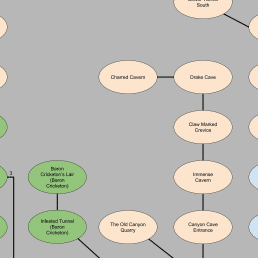 South
Charred Cavern
Drake Cave
Claw Marked
Crevice
Baron
Cricketon's Lair
(Baron
Cricketon)
Immense
Cavern
3
Infested Tunnel
(Baron
Cricketon)
The Old Canyon
Quarry
Canyon Cave
Entrance